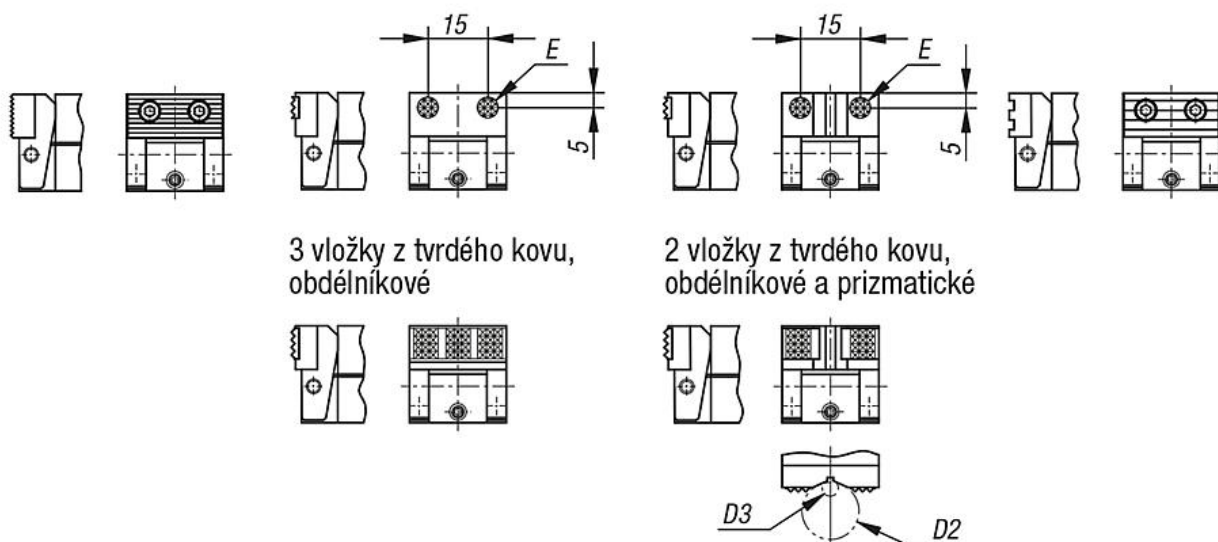 15
E
5
15
E
5
3 vložky z tvrdého kovu,
obdélníkové
2 vložky z tvrdého kovu,
obdélníkové a prizmatické
D3
D2